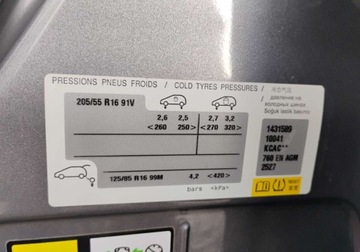 PRESSIONS PNEUS FROIDS / COLD TYRES PRESSURES /
давление на
холодных шинах
Soğuk lastik basıncı
205/55 R16 91V
2,6 2,5 2,7 3,2
<260 250> <270 320>
125/85 R16 99M 4,2 <420>
bars <kPa>
1431589
10041
KCAC**
760 EN AGM
2527